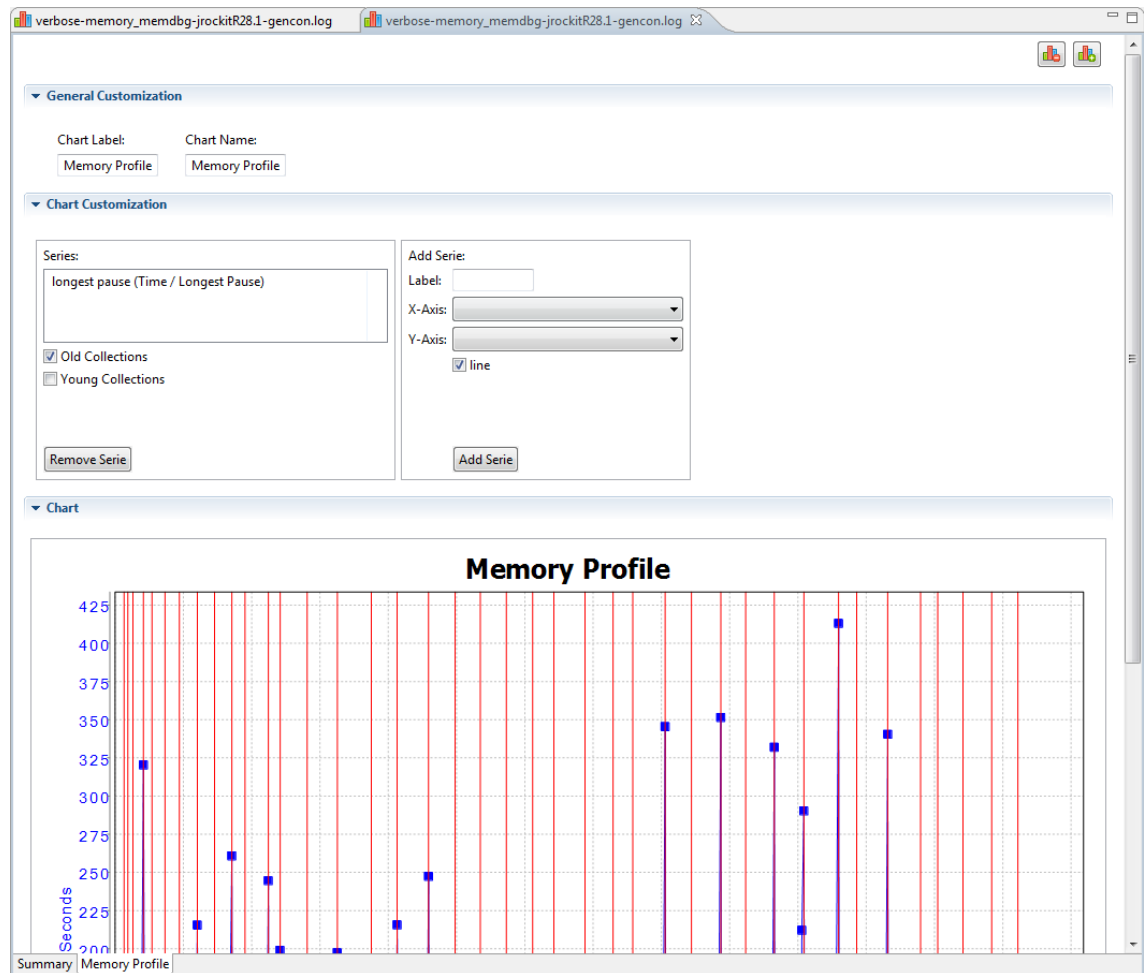 verbose-memory_memdbg-jrockitR28.1-gencon.log verbose-memory_memdbg-jrockitR28.1-gencon.log
General Customization
Chart Label: Chart Name:
Memory Profile Memory Profile
Chart Customization
Series:
longest pause (Time / Longest Pause)
Old Collections
Young Collections
Remove Serie
Add Serie:
Label:
X-Axis:
Y-Axis:
line
Add Serie
Chart
Memory Profile
425
400
375
350
325
300
275
250
225
200
Seconds
Summary Memory Profile